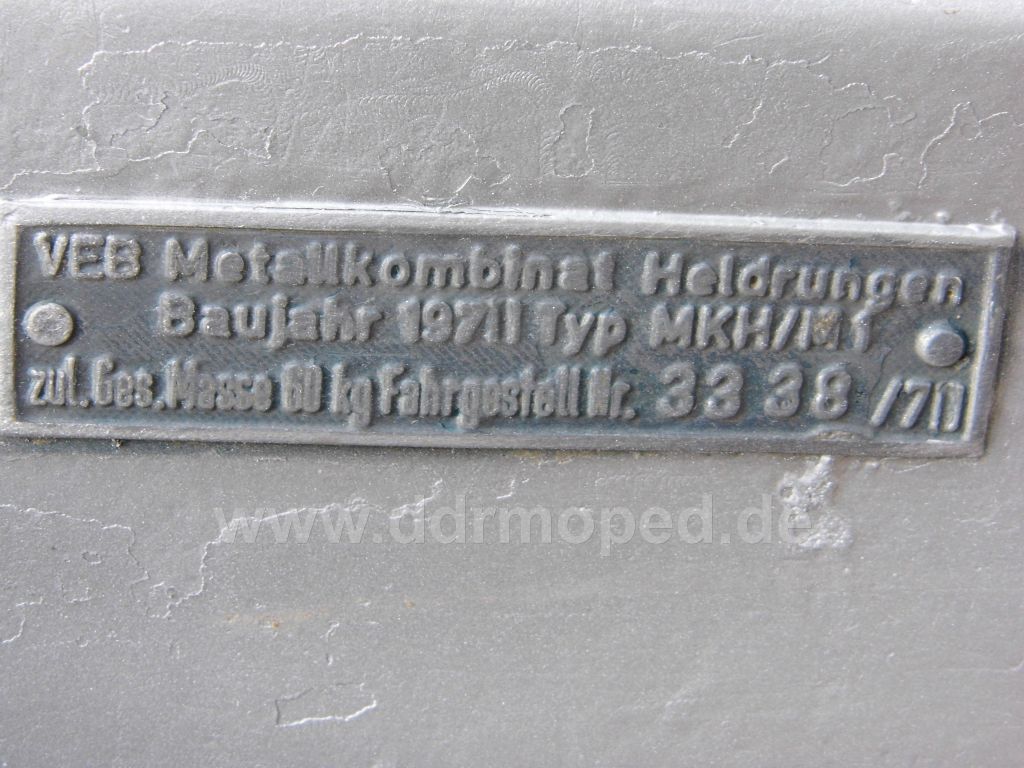 VEB Metallkombinat Heldrungen
Baujahr 1970 Typ MKH/M1
zul. Ges. Masse 60 kg Fahrgestell Nr. 3338 /70
www.ddrmoped.de